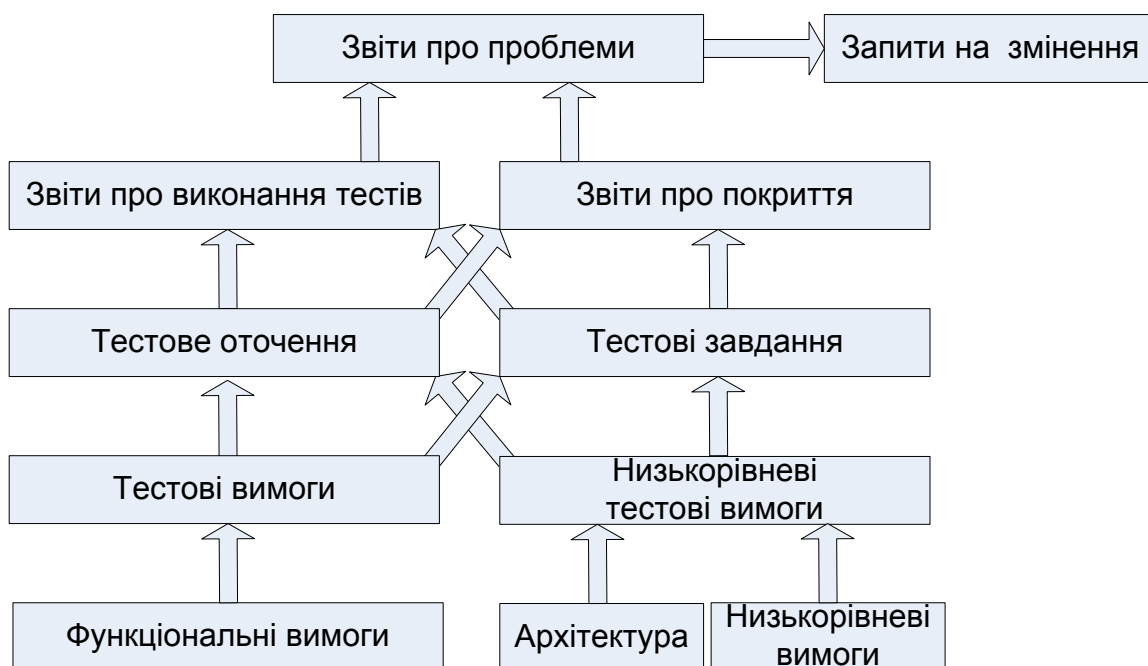 Звіти про проблеми
Запити на змінення
Звіти про виконання тестів
Звіти про покриття
Тестове оточення
Тестові завдання
Тестові вимоги
Низькорівневі
тестові вимоги
Функціональні вимоги
Архітектура
Низькорівневі
вимоги